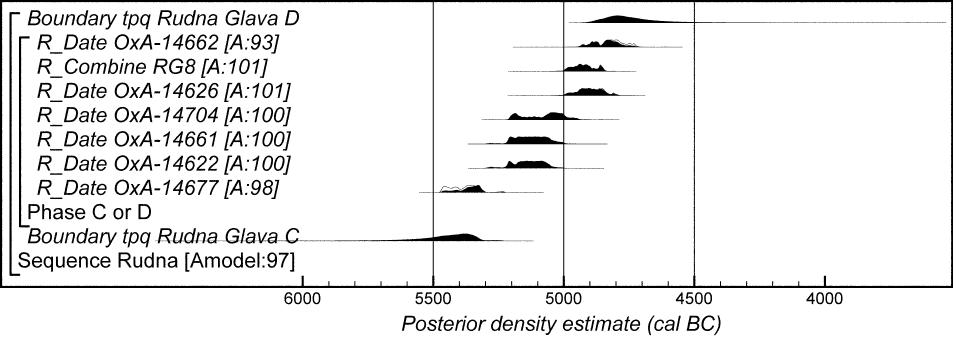 Boundary tpq Rudna Glava D
R_Date OxA-14662 [A:93]
R_Combine RG8 [A:101]
R_Date OxA-14626 [A:101]
R_Date OxA-14704 [A:100]
R_Date OxA-14661 [A:100]
R_Date OxA-14622 [A:100]
R_Date OxA-14677 [A:98]
Phase C or D
Boundary tpq Rudna Glava C
Sequence Rudna [Amodel:97]
6000 5500 5000 4500 4000
Posterior density estimate (cal BC)